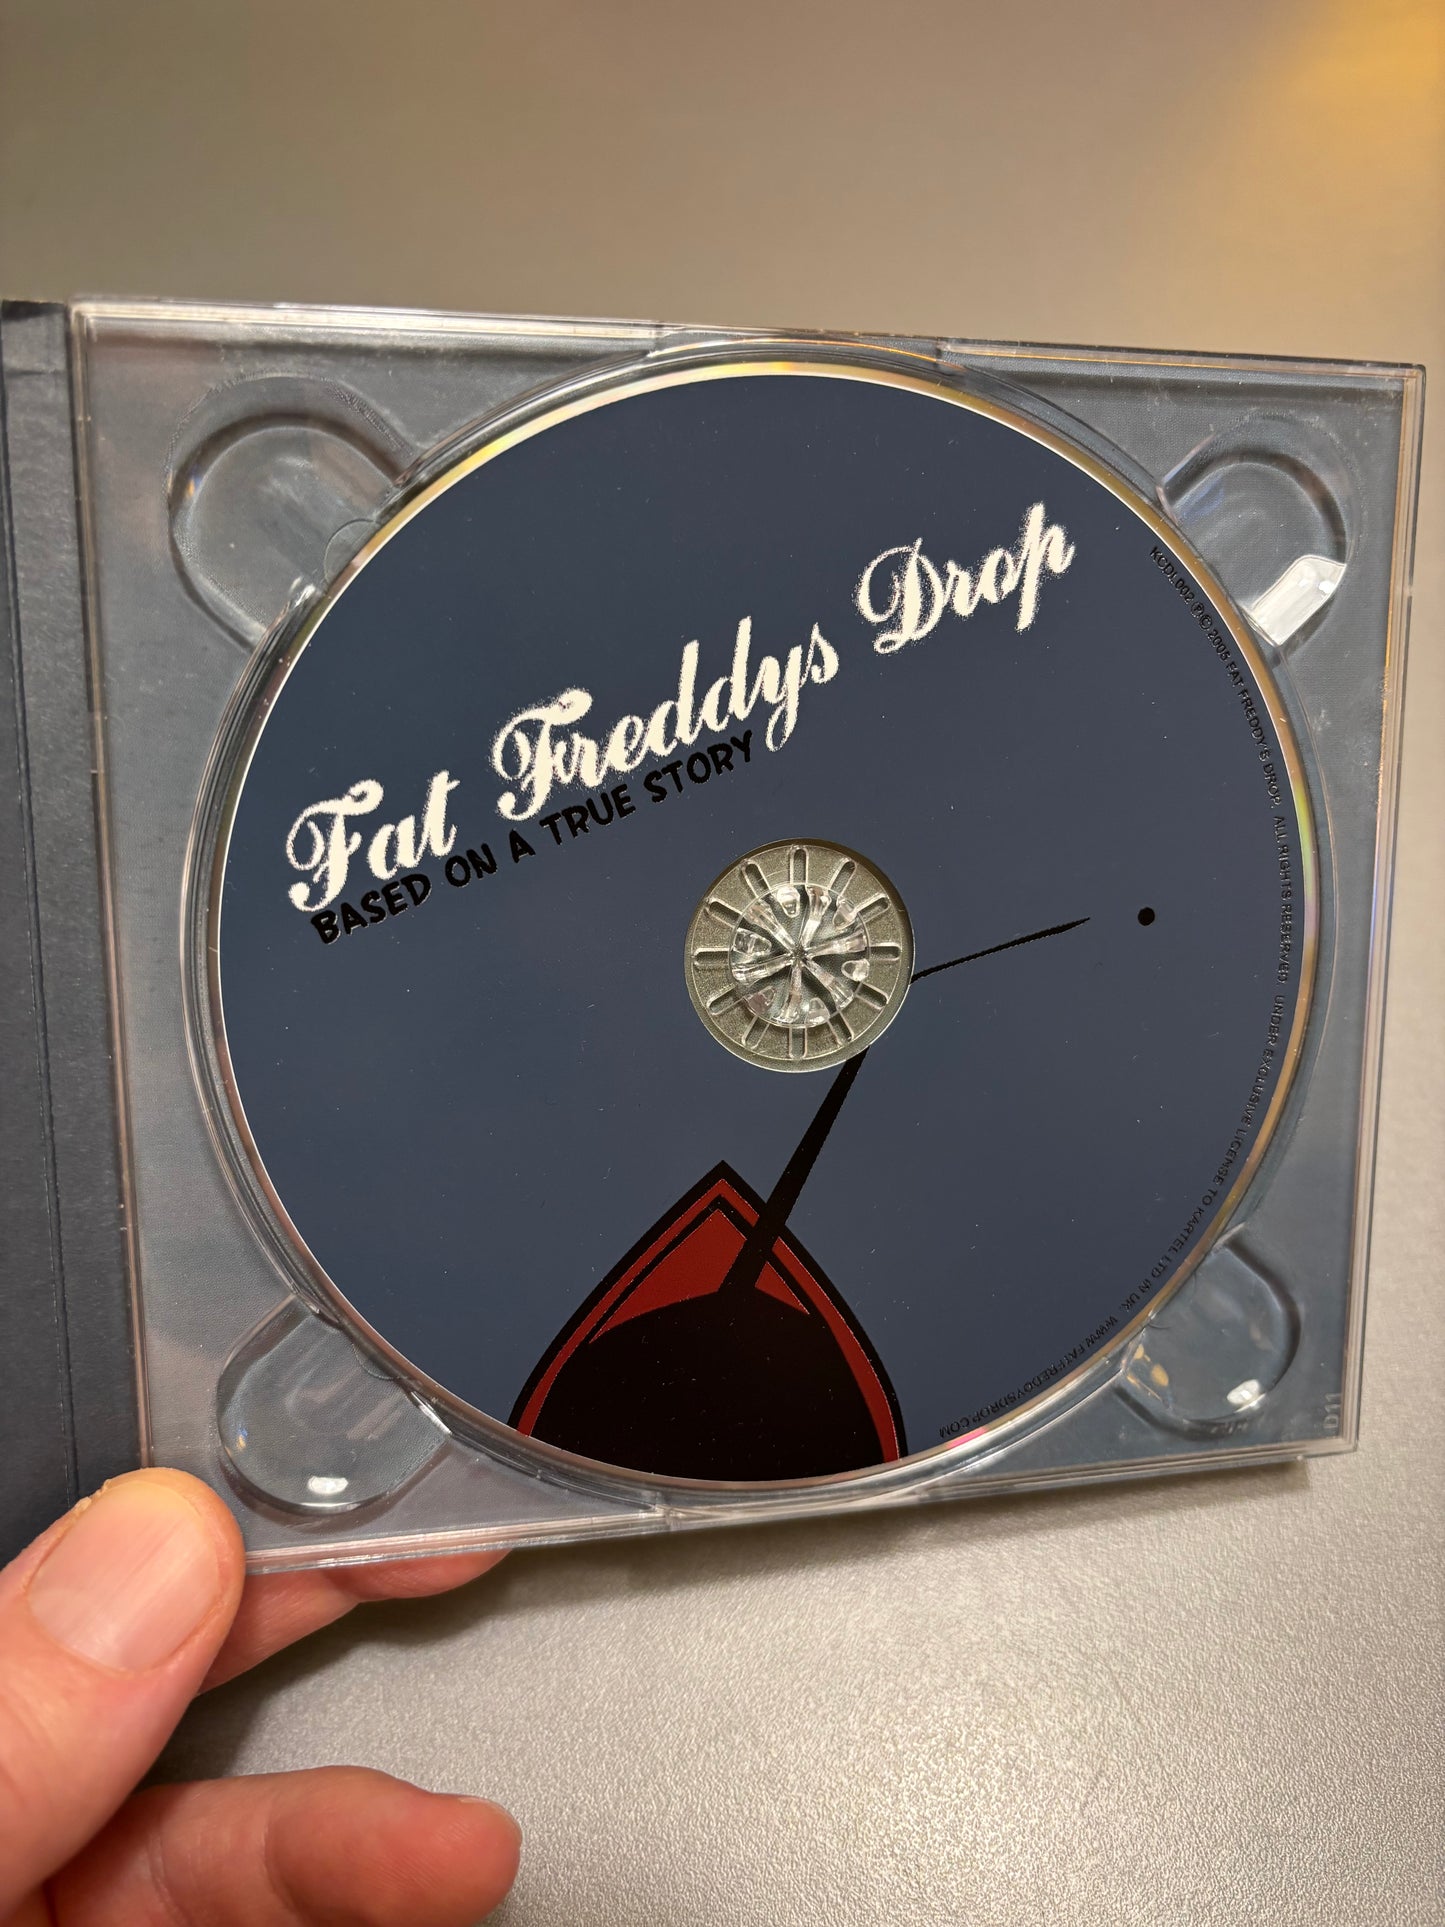 Fat Freddys Drop
BASED ON A TRUE STORY
KCDL002 ℗ © 2005 FAT FREDDY'S DROP. ALL RIGHTS RESERVED. UNDER EXCLUSIVE LICENSE TO KARTEL LTD IN UK. WWW.FATFREDDYSDROP.COM
D11